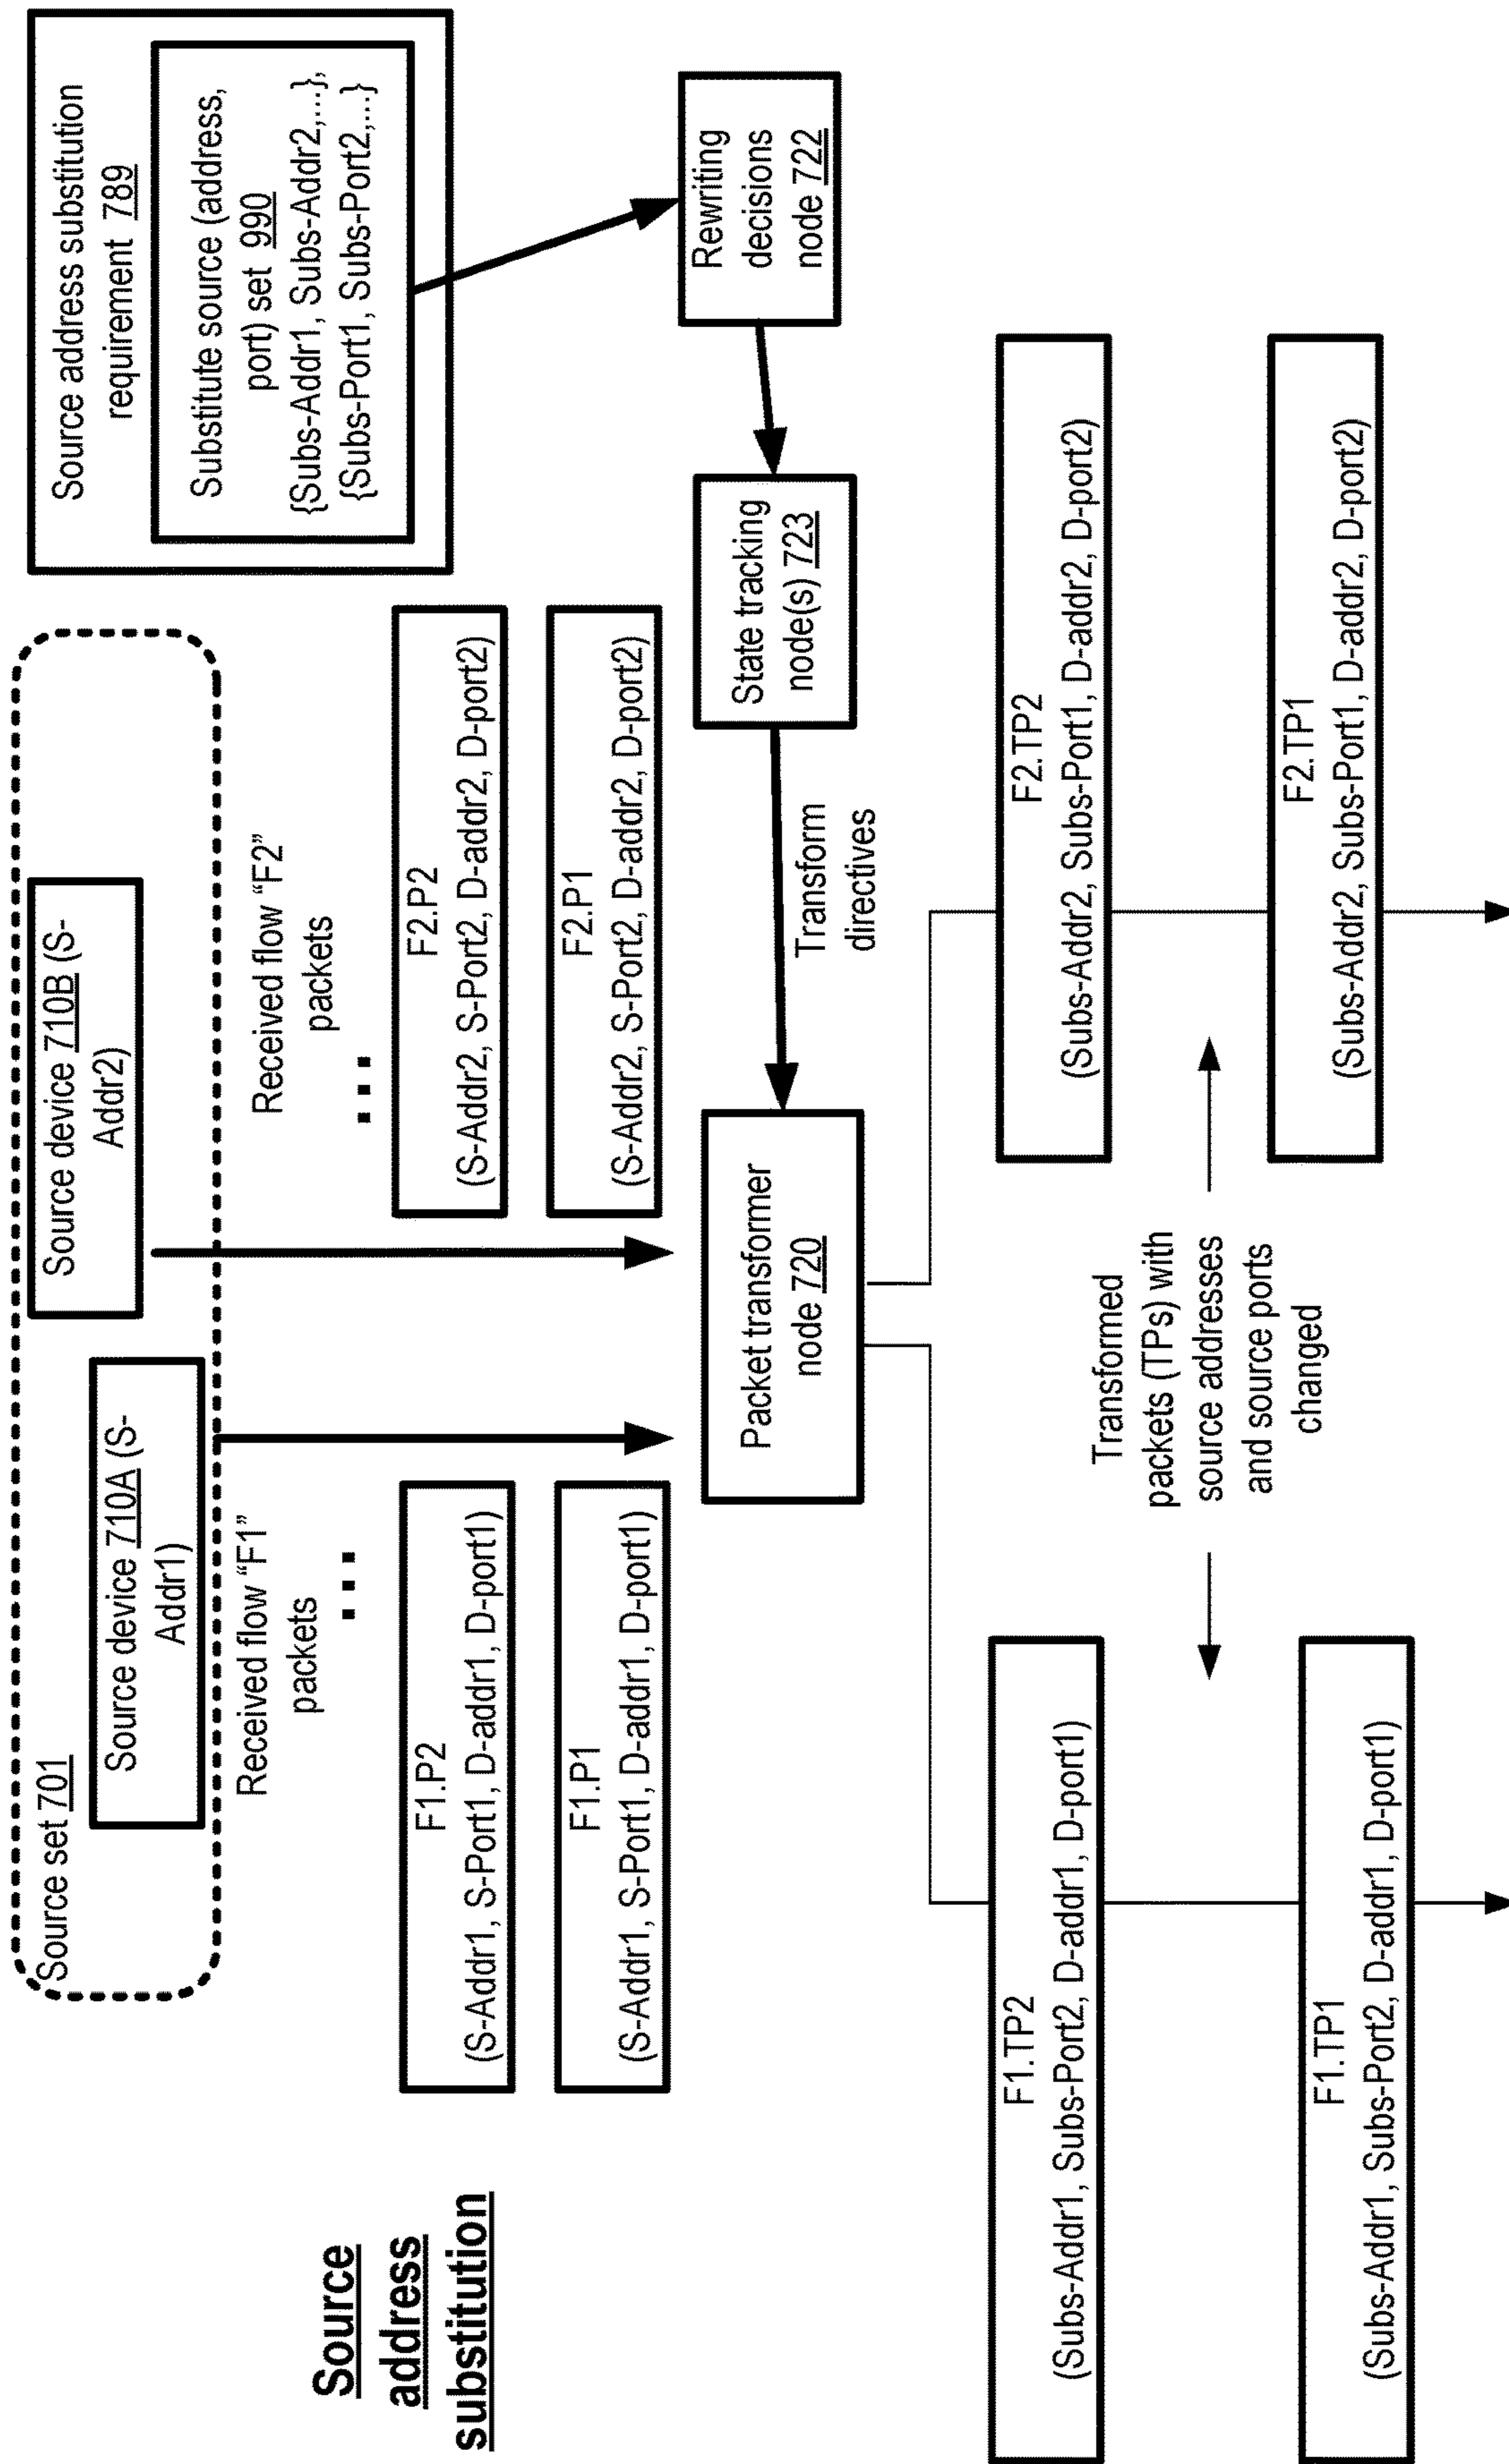 Source
address
substitution
Source set 701
Source device 710A (S-
Addr1)
Source device 710B (S-
Addr2)
Source address substitution
requirement 789
Substitute source (address,
port) set 990
{Subs-Addr1, Subs-Addr2,...},
{Subs-Port1, Subs-Port2,...}
Received flow “F1”
packets
...
Received flow “F2”
packets
...
F1.P2
(S-Addr1, S-Port1, D-addr1, D-port1)
F1.P1
(S-Addr1, S-Port1, D-addr1, D-port1)
F2.P2
(S-Addr2, S-Port2, D-addr2, D-port2)
F2.P1
(S-Addr2, S-Port2, D-addr2, D-port2)
Packet transformer
node 720
Transform
directives
State tracking
node(s) 723
Rewriting
decisions
node 722
F1.TP2
(Subs-Addr1, Subs-Port2, D-addr1, D-port1)
F1.TP1
(Subs-Addr1, Subs-Port2, D-addr1, D-port1)
Transformed
packets (TPs) with
source addresses
and source ports
changed
F2.TP2
(Subs-Addr2, Subs-Port1, D-addr2, D-port2)
F2.TP1
(Subs-Addr2, Subs-Port1, D-addr2, D-port2)